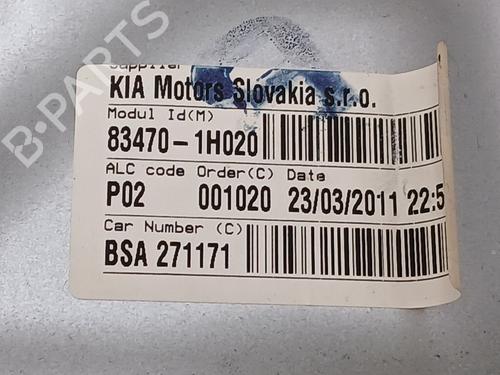 Supplier
KIA Motors Slovakia s.r.o.
Modul Id(M)
83470-1H020
ALC code Order(C) Date
P02 001020 23/03/2011 22:5
Car Number (C)
BSA 271171
B-PARTS